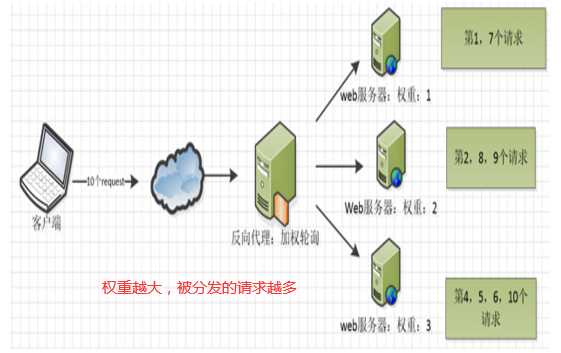 第1，7个请求
web服务器：权重：1
第2，8，9个请求
Web服务器：权重：2
10个request
客户端
反向代理：加权轮询
权重越大，被分发的请求越多
第4，5，6，10个
请求
web服务器：权重：3